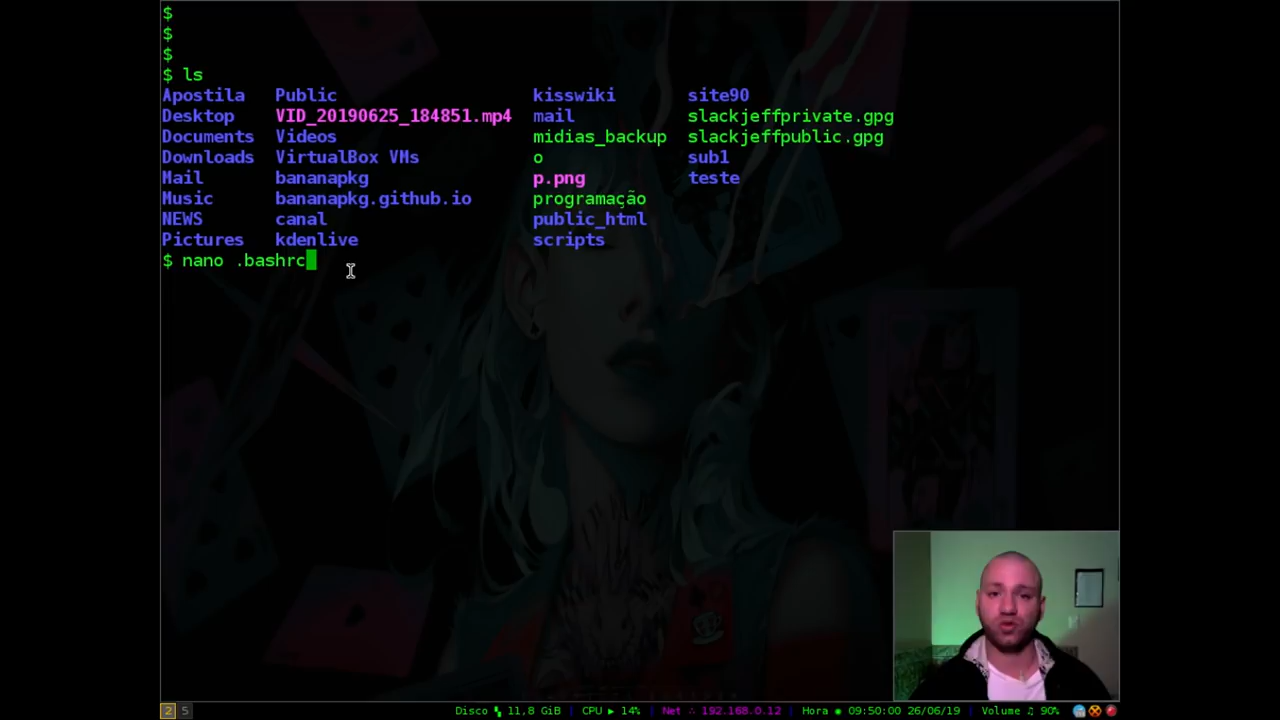 $
$
$
$ ls
Apostila Public kisswiki site90
Desktop VID_20190625_184851.mp4 mail slackjeffprivate.gpg
Documents Videos midias_backup slackjeffpublic.gpg
Downloads VirtualBox VMs o sub1
Mail bananapkg p.png teste
Music bananapkg.github.io programação
NEWS canal public_html
Pictures kdenlive scripts
$ nano .bashrc
2 5 Disco ▚ 11,8 GiB | CPU ▶ 14% | Net ∴ 192.168.0.12 | Hora ◉ 09:50:00 26/06/19 | Volume ♫ 90%